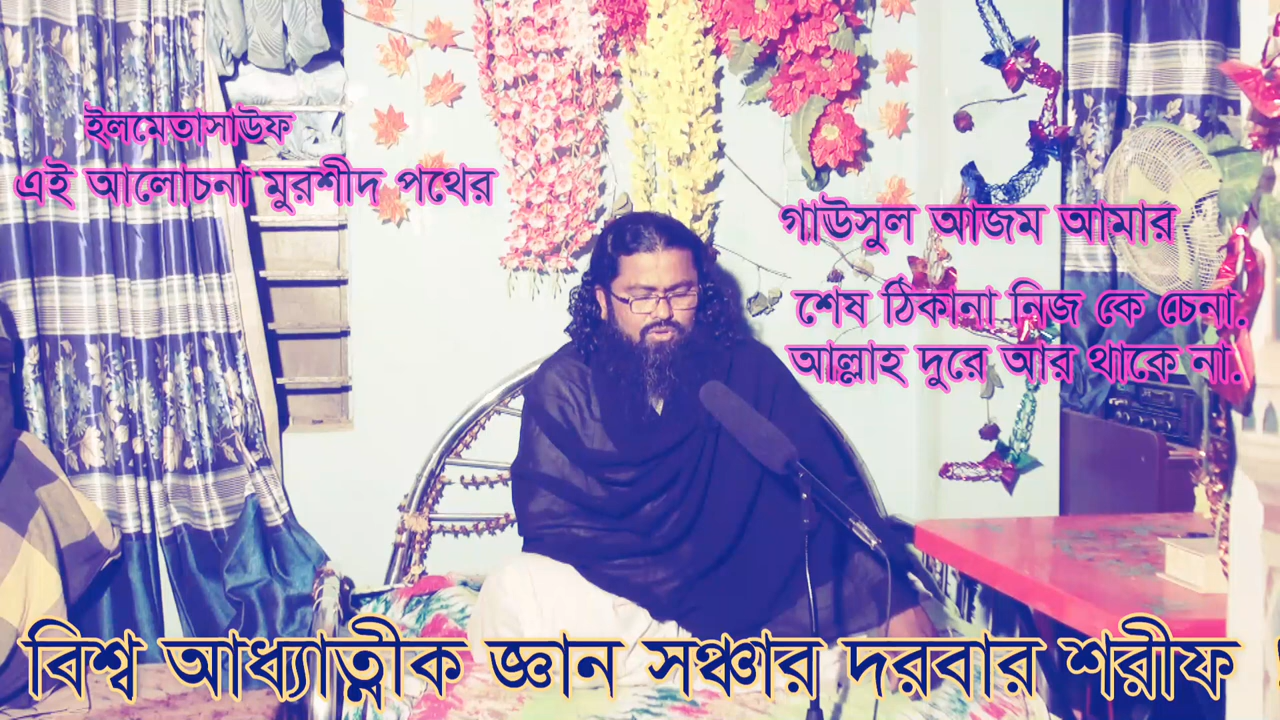 ইলমেতাসাউফ
এই আলোচনা মুরশীদ পথের
গাউসুল আজম আমার
শেষ ঠিকানা নিজ কে চেনা.
আল্লাহ দুরে আর থাকে না.
বিশ্ব আধ্যাত্নীক জ্ঞান সঞ্চার দরবার শরীফ